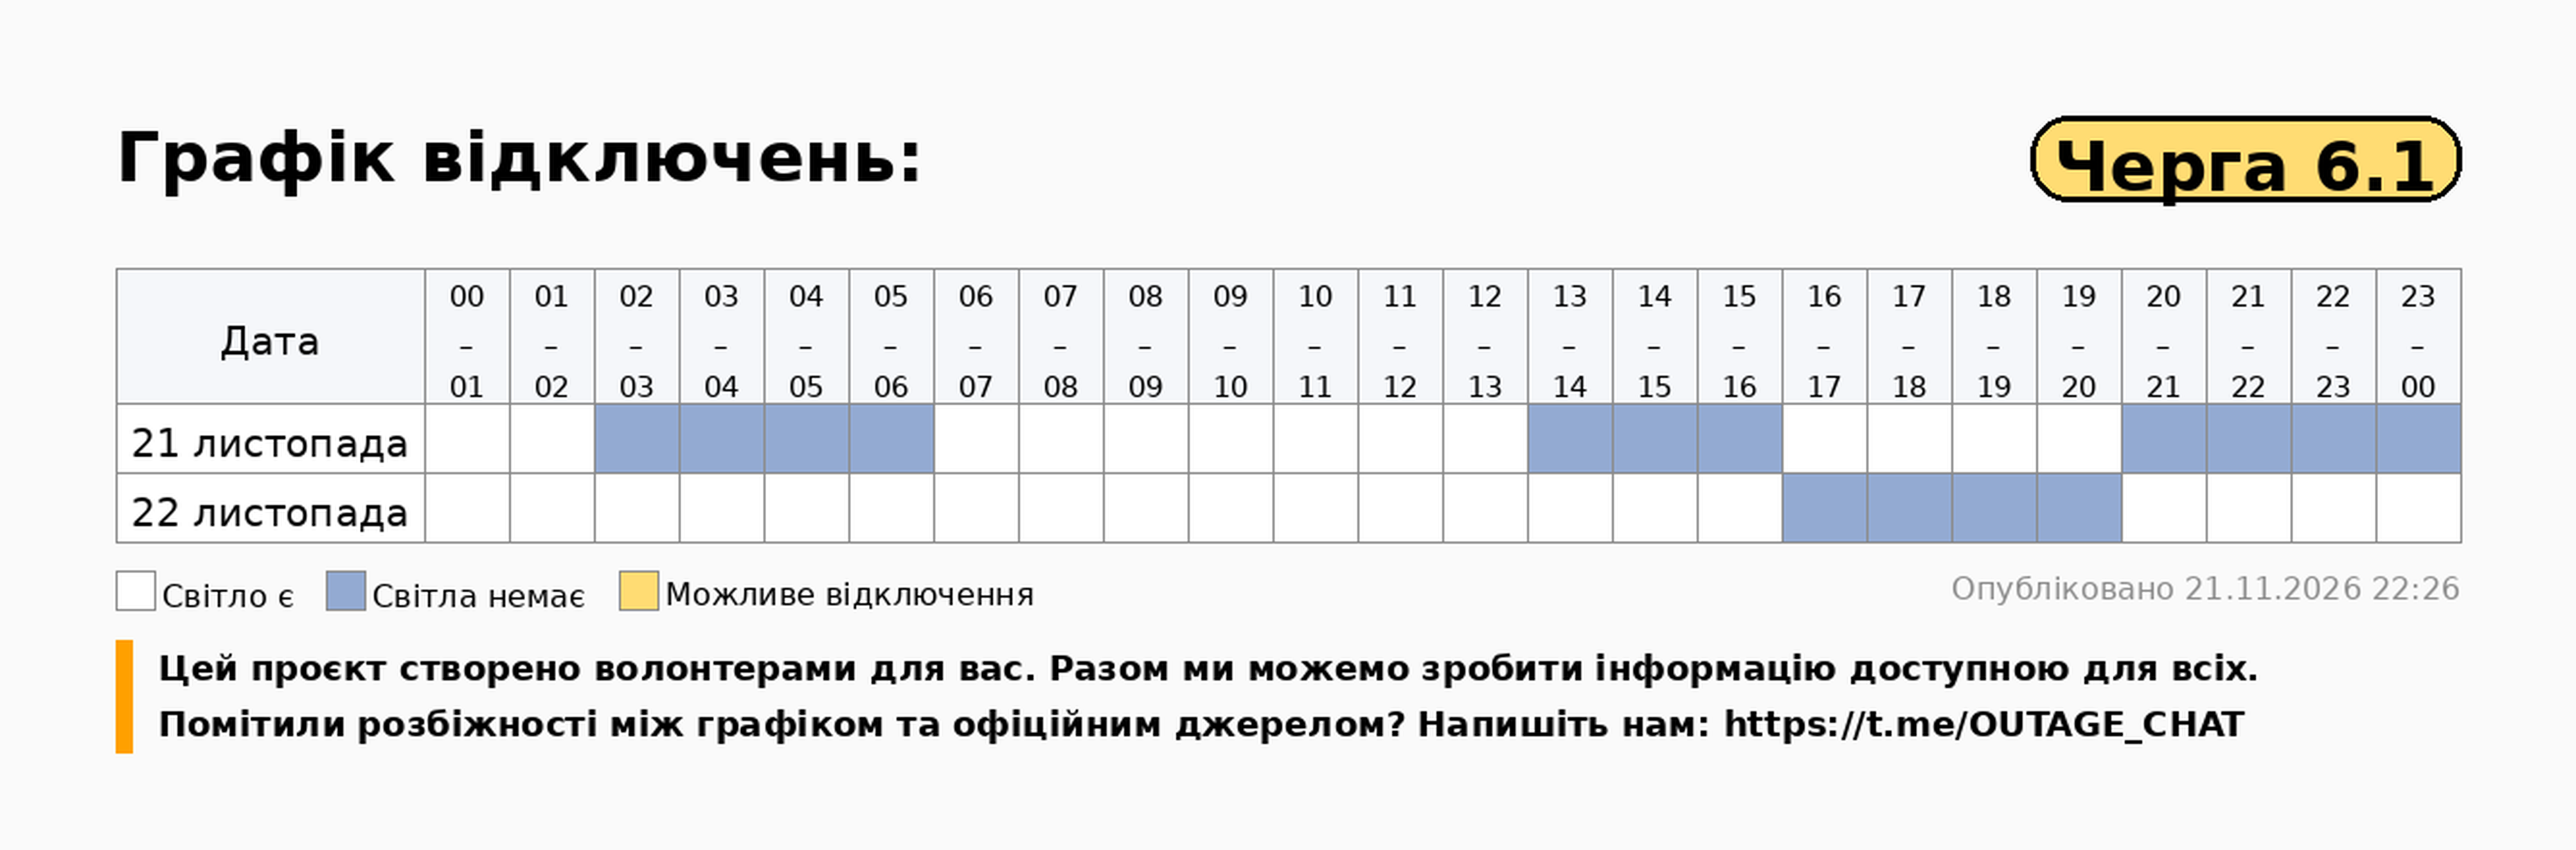 Графік відключень:
Черга 6.1
Дата
00 – 01
01 – 02
02 – 03
03 – 04
04 – 05
05 – 06
06 – 07
07 – 08
08 – 09
09 – 10
10 – 11
11 – 12
12 – 13
13 – 14
14 – 15
15 – 16
16 – 17
17 – 18
18 – 19
19 – 20
20 – 21
21 – 22
22 – 23
23 – 00
21 листопада
22 листопада
Світло є
Світла немає
Можливе відключення
Опубліковано 21.11.2026 22:26
Цей проєкт створено волонтерами для вас. Разом ми можемо зробити інформацію доступною для всіх.
Помітили розбіжності між графіком та офіційним джерелом? Напишіть нам: https://t.me/OUTAGE_CHAT